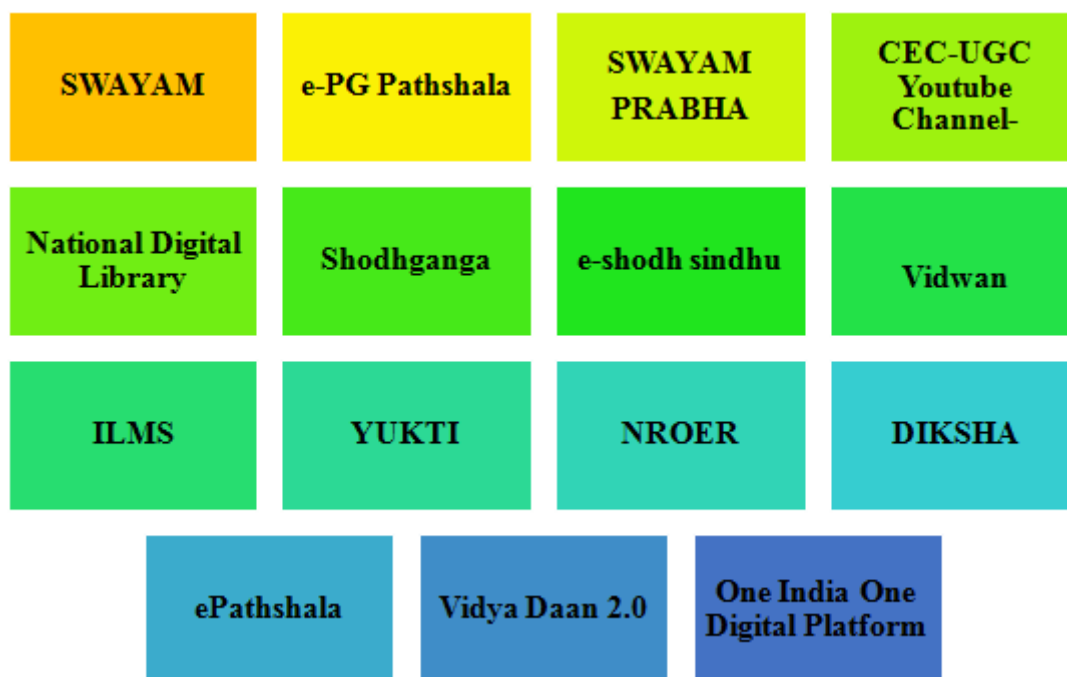 SWAYAM
e-PG Pathshala
SWAYAM
PRABHA
CEC-UGC
Youtube
Channel-
National Digital
Library
Shodhganga
e-shodh sindhu
Vidwan
ILMS
YUKTI
NROER
DIKSHA
ePathshala
Vidya Daan 2.0
One India One
Digital Platform